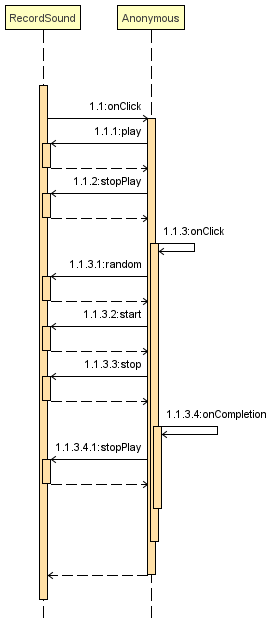 RecordSound
Anonymous
1.1:onClick
1.1.1:play
1.1.2:stopPlay
1.1.3:onClick
1.1.3.1:random
1.1.3.2:start
1.1.3.3:stop
1.1.3.4:onCompletion
1.1.3.4.1:stopPlay